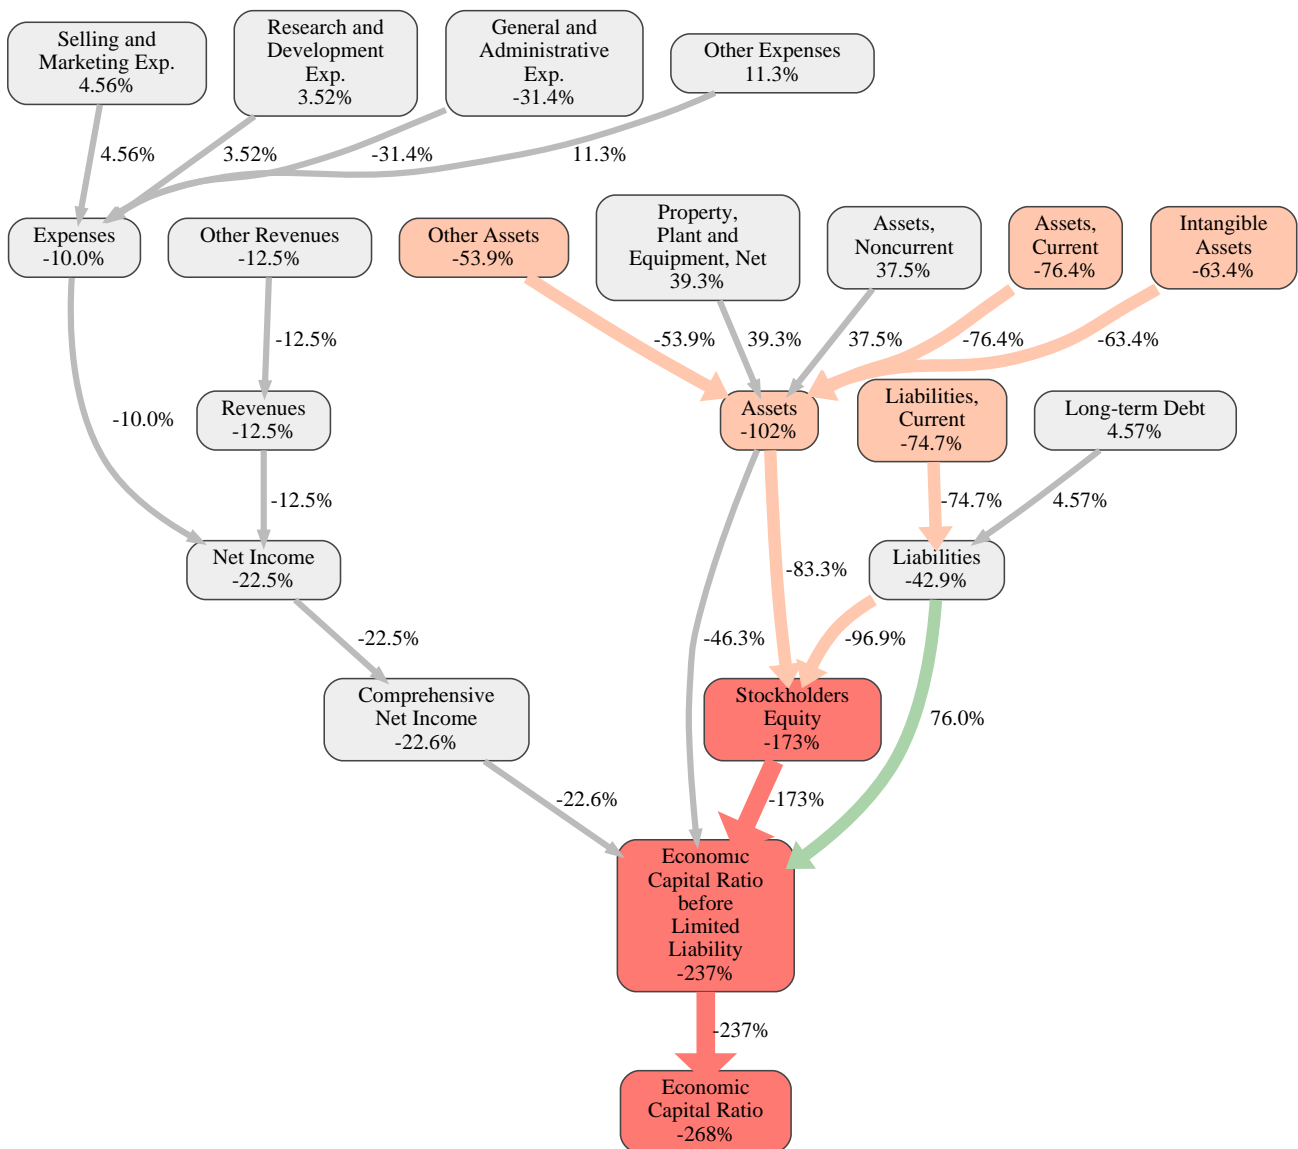 Selling and
Marketing Exp.
4.56%
Research and
Development
Exp.
3.52%
General and
Administrative
Exp.
-31.4%
Other Expenses
11.3%
4.56%
3.52%
-31.4%
11.3%
Expenses
-10.0%
Other Revenues
-12.5%
Other Assets
-53.9%
Property,
Plant and
Equipment, Net
39.3%
Assets,
Noncurrent
37.5%
Assets,
Current
-76.4%
Intangible
Assets
-63.4%
-12.5%
-53.9%
39.3%
37.5%
-76.4%
-63.4%
-10.0%
Revenues
-12.5%
Assets
-102%
Liabilities,
Current
-74.7%
Long-term Debt
4.57%
-12.5%
-74.7%
4.57%
Net Income
-22.5%
-83.3%
Liabilities
-42.9%
-22.5%
-46.3%
-96.9%
Comprehensive
Net Income
-22.6%
Stockholders
Equity
-173%
76.0%
-22.6%
-173%
Economic
Capital Ratio
before
Limited
Liability
-237%
-237%
Economic
Capital Ratio
-268%